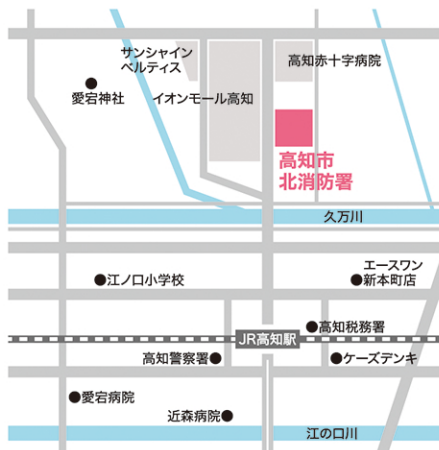 サンシャイン
ベルティス
高知赤十字病院
愛宕神社
イオンモール高知
高知市
北消防署
久万川
エースワン
新本町店
江ノ口小学校
高知税務署
JR高知駅
高知警察署
ケーズデンキ
愛宕病院
近森病院
江の口川